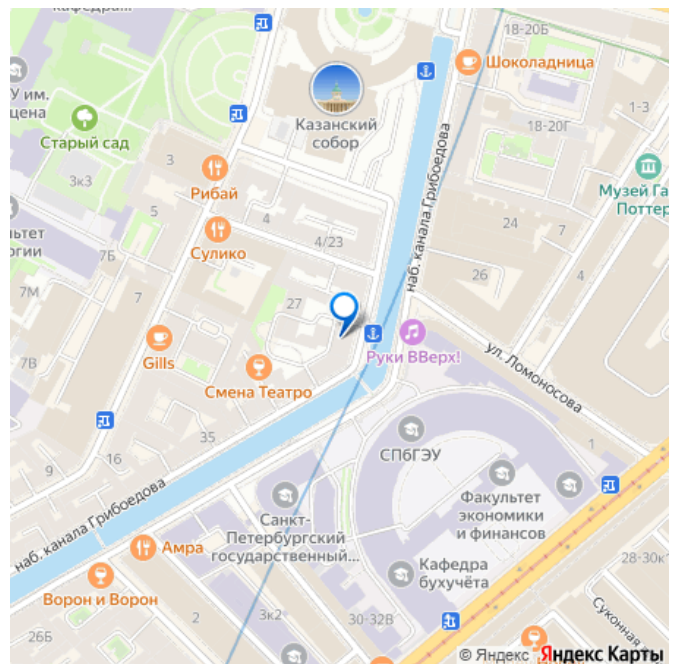 кафедра...
18-20Б
Шоколадница
У им.
цена
Казанский
собор
1-3
Старый сад
18-20Г
3
3к3
Рибай
наб. канала Грибоедова
Музей Га
Поттер
5
4
24
7
ьтет
огии
4/23
7Б
Сулико
26
7М
7
27
Руки ВВерх!
ул. Ломоносова
Gills
7В
Смена Театро
35
СПбГЭУ
1
9
16
Факультет
экономики
и финансов
наб. канала Грибоедова
Санкт-
Петербургский
государственный...
Амра
Кафедра
бухучёта
28-30к
Ворон и Ворон
2
3к2
30-32В
Суконная
26Б
© Яндекс Яндекс Карты